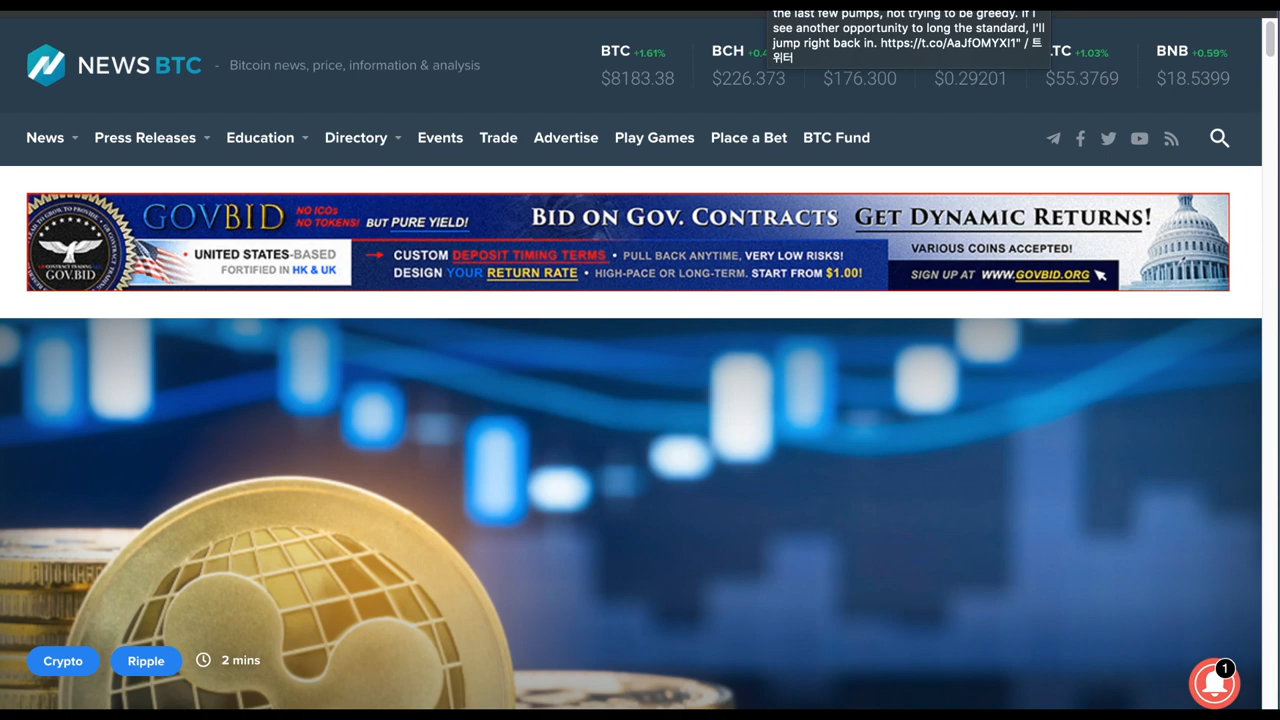 the last few pumps, not trying to be greedy. If I
see another opportunity to long the standard, I'll
jump right back in. https://t.co/AaJfOMYXI1" / 트
위터
NEWS BTC - Bitcoin news, price, information & analysis
BTC +1.61% BCH LTC +1.03% BNB +0.59%
$8183.38 $226.373 $176.300 $0.29201 $55.3769 $18.5399
News Press Releases Education Directory Events Trade Advertise Play Games Place a Bet BTC Fund
GOVBID NO ICOs
NO TOKENS! BUT PURE YIELD! BID ON GOV. CONTRACTS GET DYNAMIC RETURNS!
UNITED STATES-BASED
FORTIFIED IN HK & UK
CUSTOM DEPOSIT TIMING TERMS • PULL BACK ANYTIME, VERY LOW RISKS!
DESIGN YOUR RETURN RATE • HIGH-PACE OR LONG-TERM. START FROM $1.00!
VARIOUS COINS ACCEPTED!
SIGN UP AT WWW.GOVBID.ORG
GOVBID
Crypto Ripple 2 mins
1